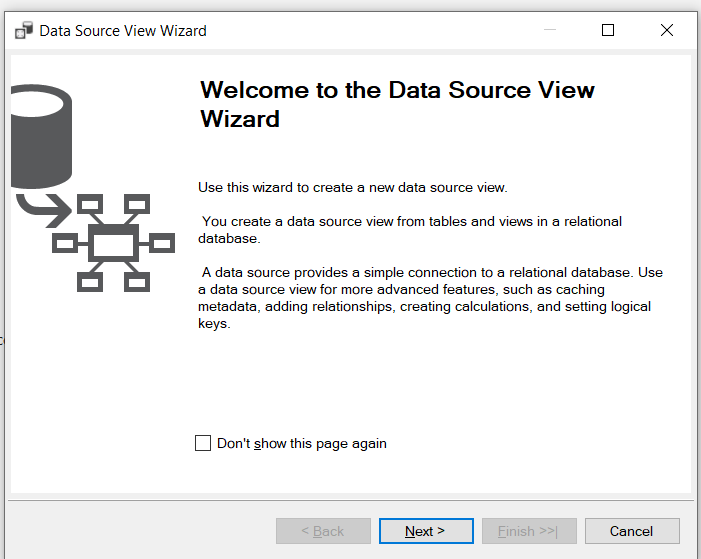 Data Source View Wizard
Welcome to the Data Source View
Wizard
Use this wizard to create a new data source view.
You create a data source view from tables and views in a relational
database.
A data source provides a simple connection to a relational database. Use
a data source view for more advanced features, such as caching
metadata, adding relationships, creating calculations, and setting logical
keys.
Don't show this page again
< Back
Next >
Finish >>|
Cancel